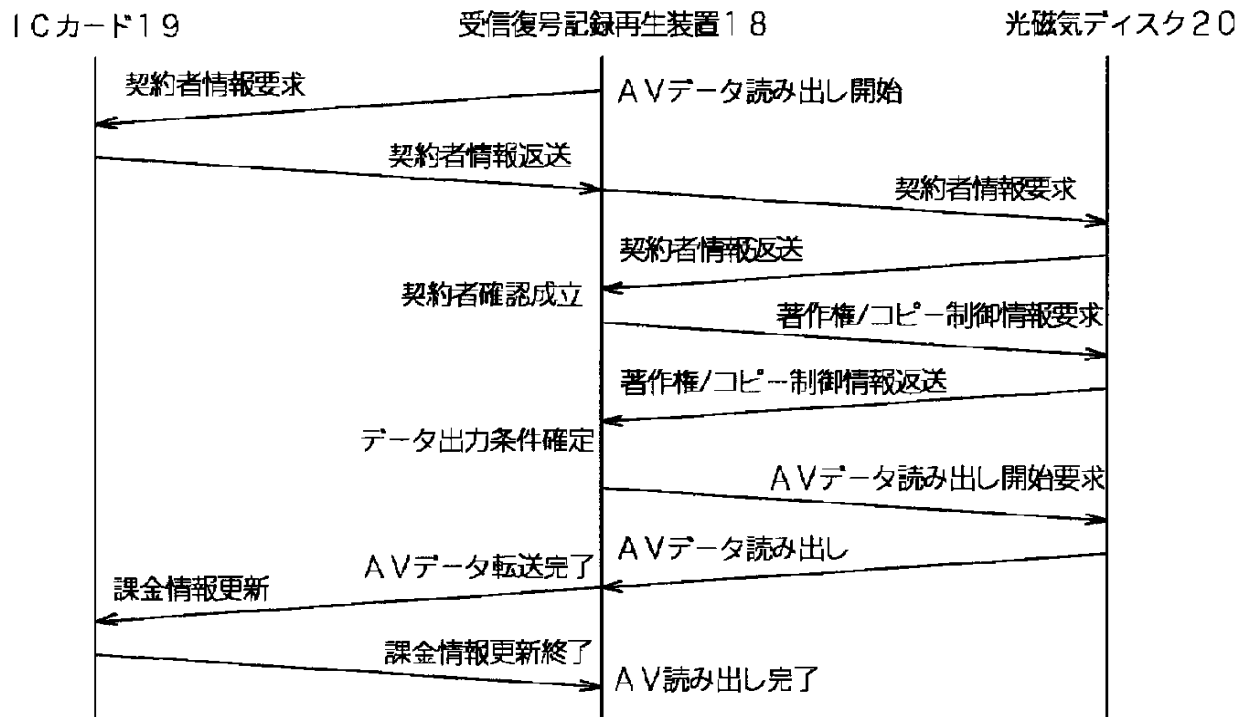 ICカード19
受信復号記録再生装置18
光磁気ディスク20
契約者情報要求
AVデータ読み出し開始
契約者情報返送
契約者情報要求
契約者情報返送
契約者確認成立
著作権/コピー制御情報要求
著作権/コピー制御情報返送
データ出力条件確定
AVデータ読み出し開始要求
AVデータ読み出し
AVデータ転送完了
課金情報更新
課金情報更新終了
AV読み出し完了